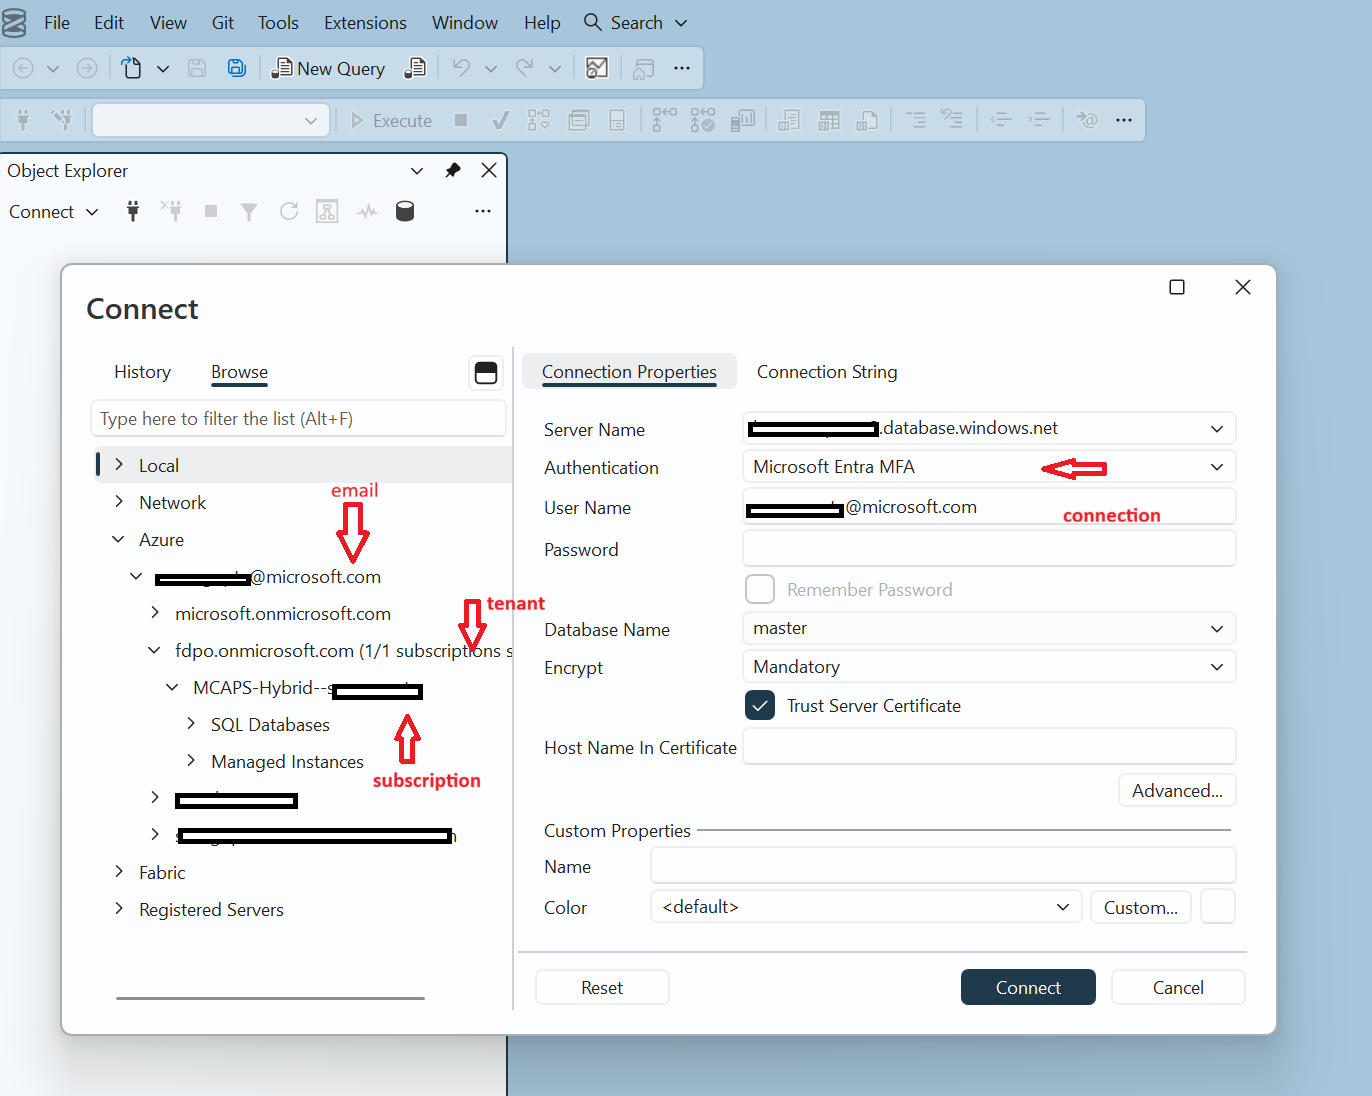 File Edit View Git Tools Extensions Window Help Search
New Query
Execute
Object Explorer
Connect
Connect
History Browse
Type here to filter the list (Alt+F)
Local
Network
email
Azure
@microsoft.com
microsoft.onmicrosoft.com
tenant
fdpo.onmicrosoft.com (1/1 subscriptions s
MCAPS-Hybrid--s
SQL Databases
Managed Instances
subscription
Fabric
Registered Servers
Connection Properties Connection String
Server Name .database.windows.net
Authentication Microsoft Entra MFA
User Name @microsoft.com
connection
Password
Remember Password
Database Name master
Encrypt Mandatory
Trust Server Certificate
Host Name In Certificate
Advanced...
Custom Properties
Name
Color <default> Custom...
Reset Connect Cancel